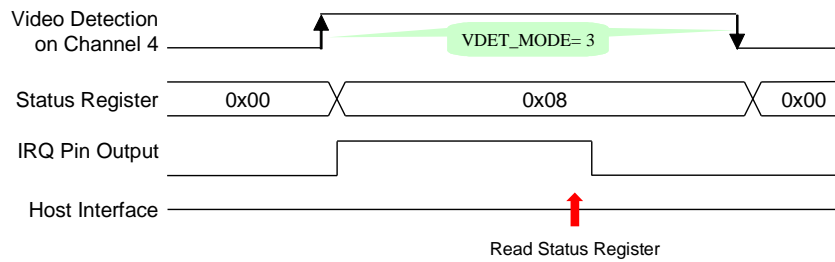 Video Detection
on Channel 4
VDET_MODE= 3
Status Register
0x00
0x08
0x00
IRQ Pin Output
Host Interface
Read Status Register